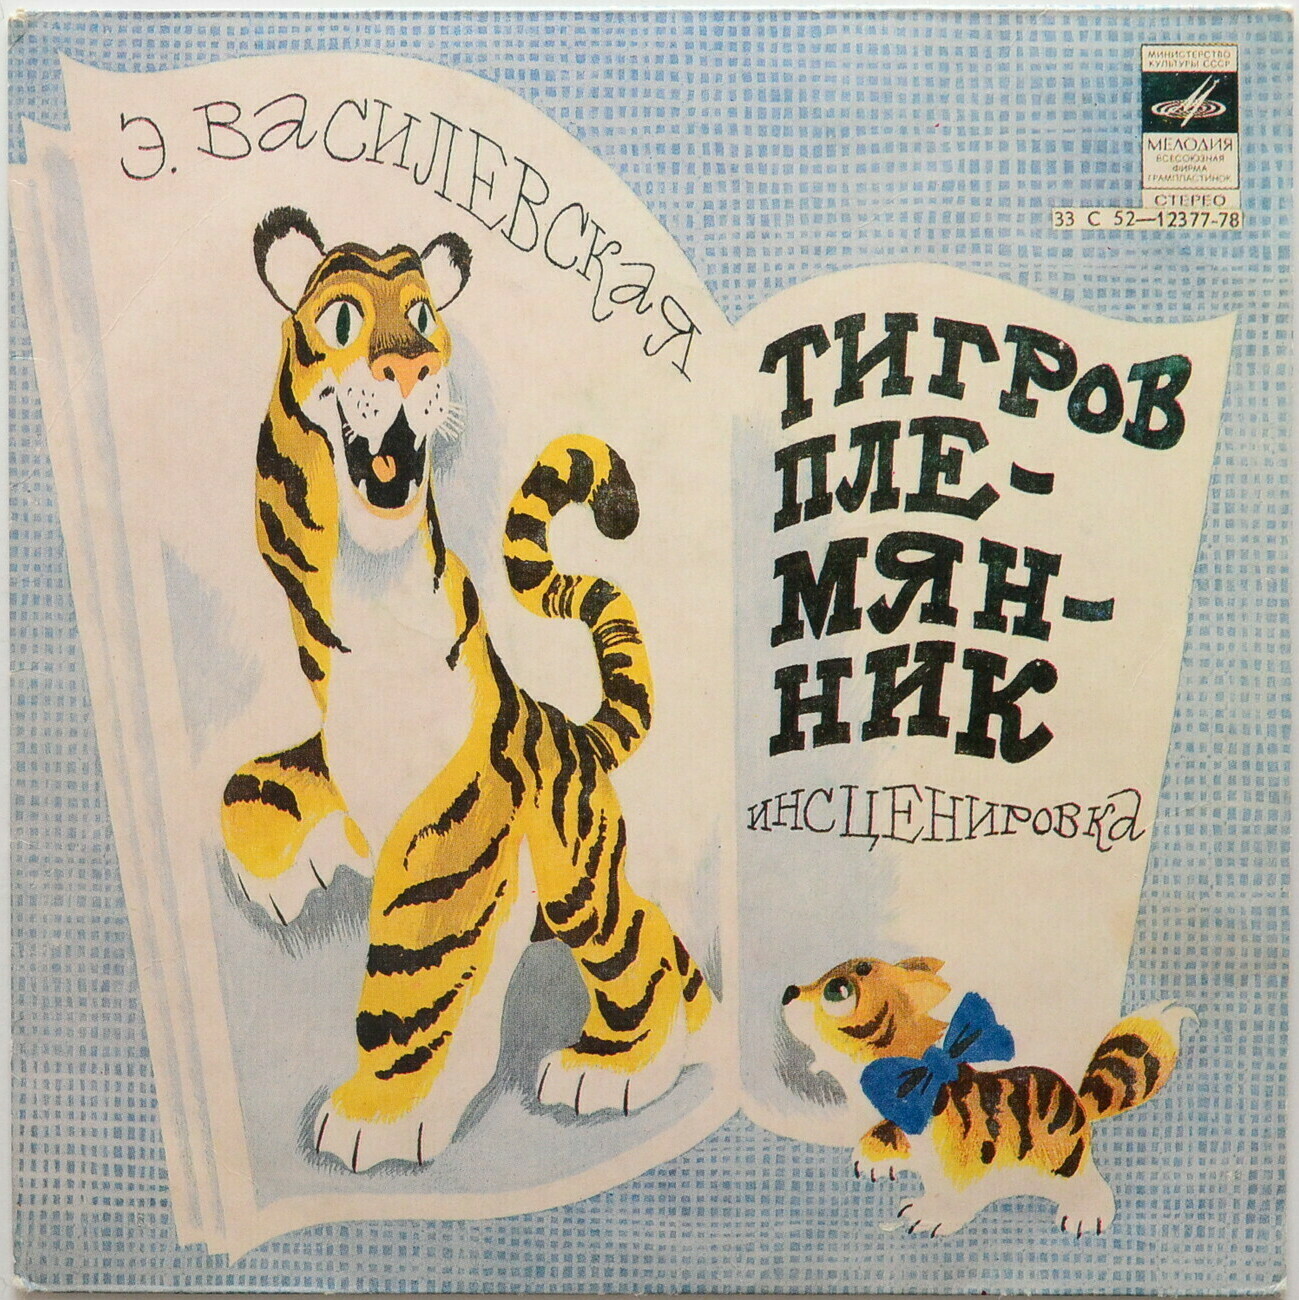 Э. ВАСИЛЕВСКАЯ
МИНИСТЕРСТВО
КУЛЬТУРЫ СССР
МЕЛОДИЯ
ВСЕСОЮЗНАЯ
ФИРМА
ГРАМПЛАСТИНОК
СТЕРЕО
33 С 52—12377-78
ТИГРОВ
ПЛЕ-
МЯН-
НИК
ИНСЦЕНИРОВКА